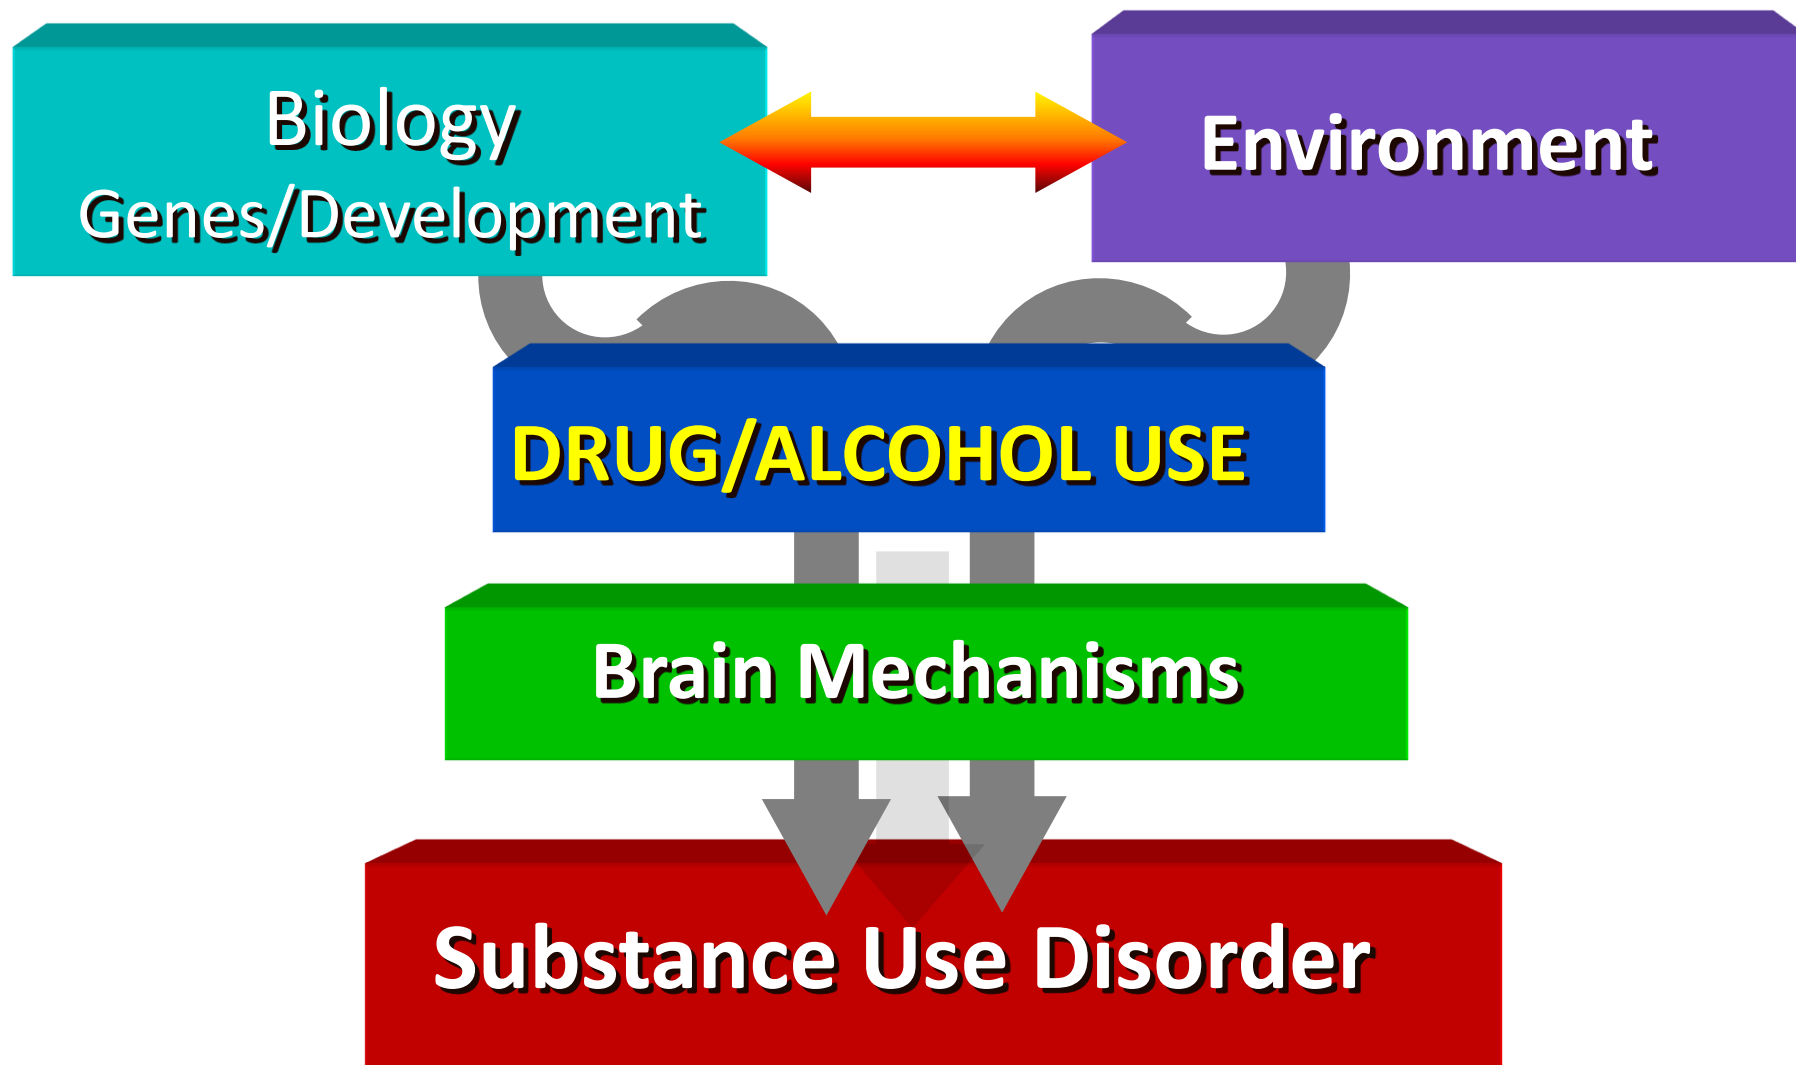 Biology
Genes/Development
Environment
DRUG/ALCOHOL USE
Brain Mechanisms
Substance Use Disorder